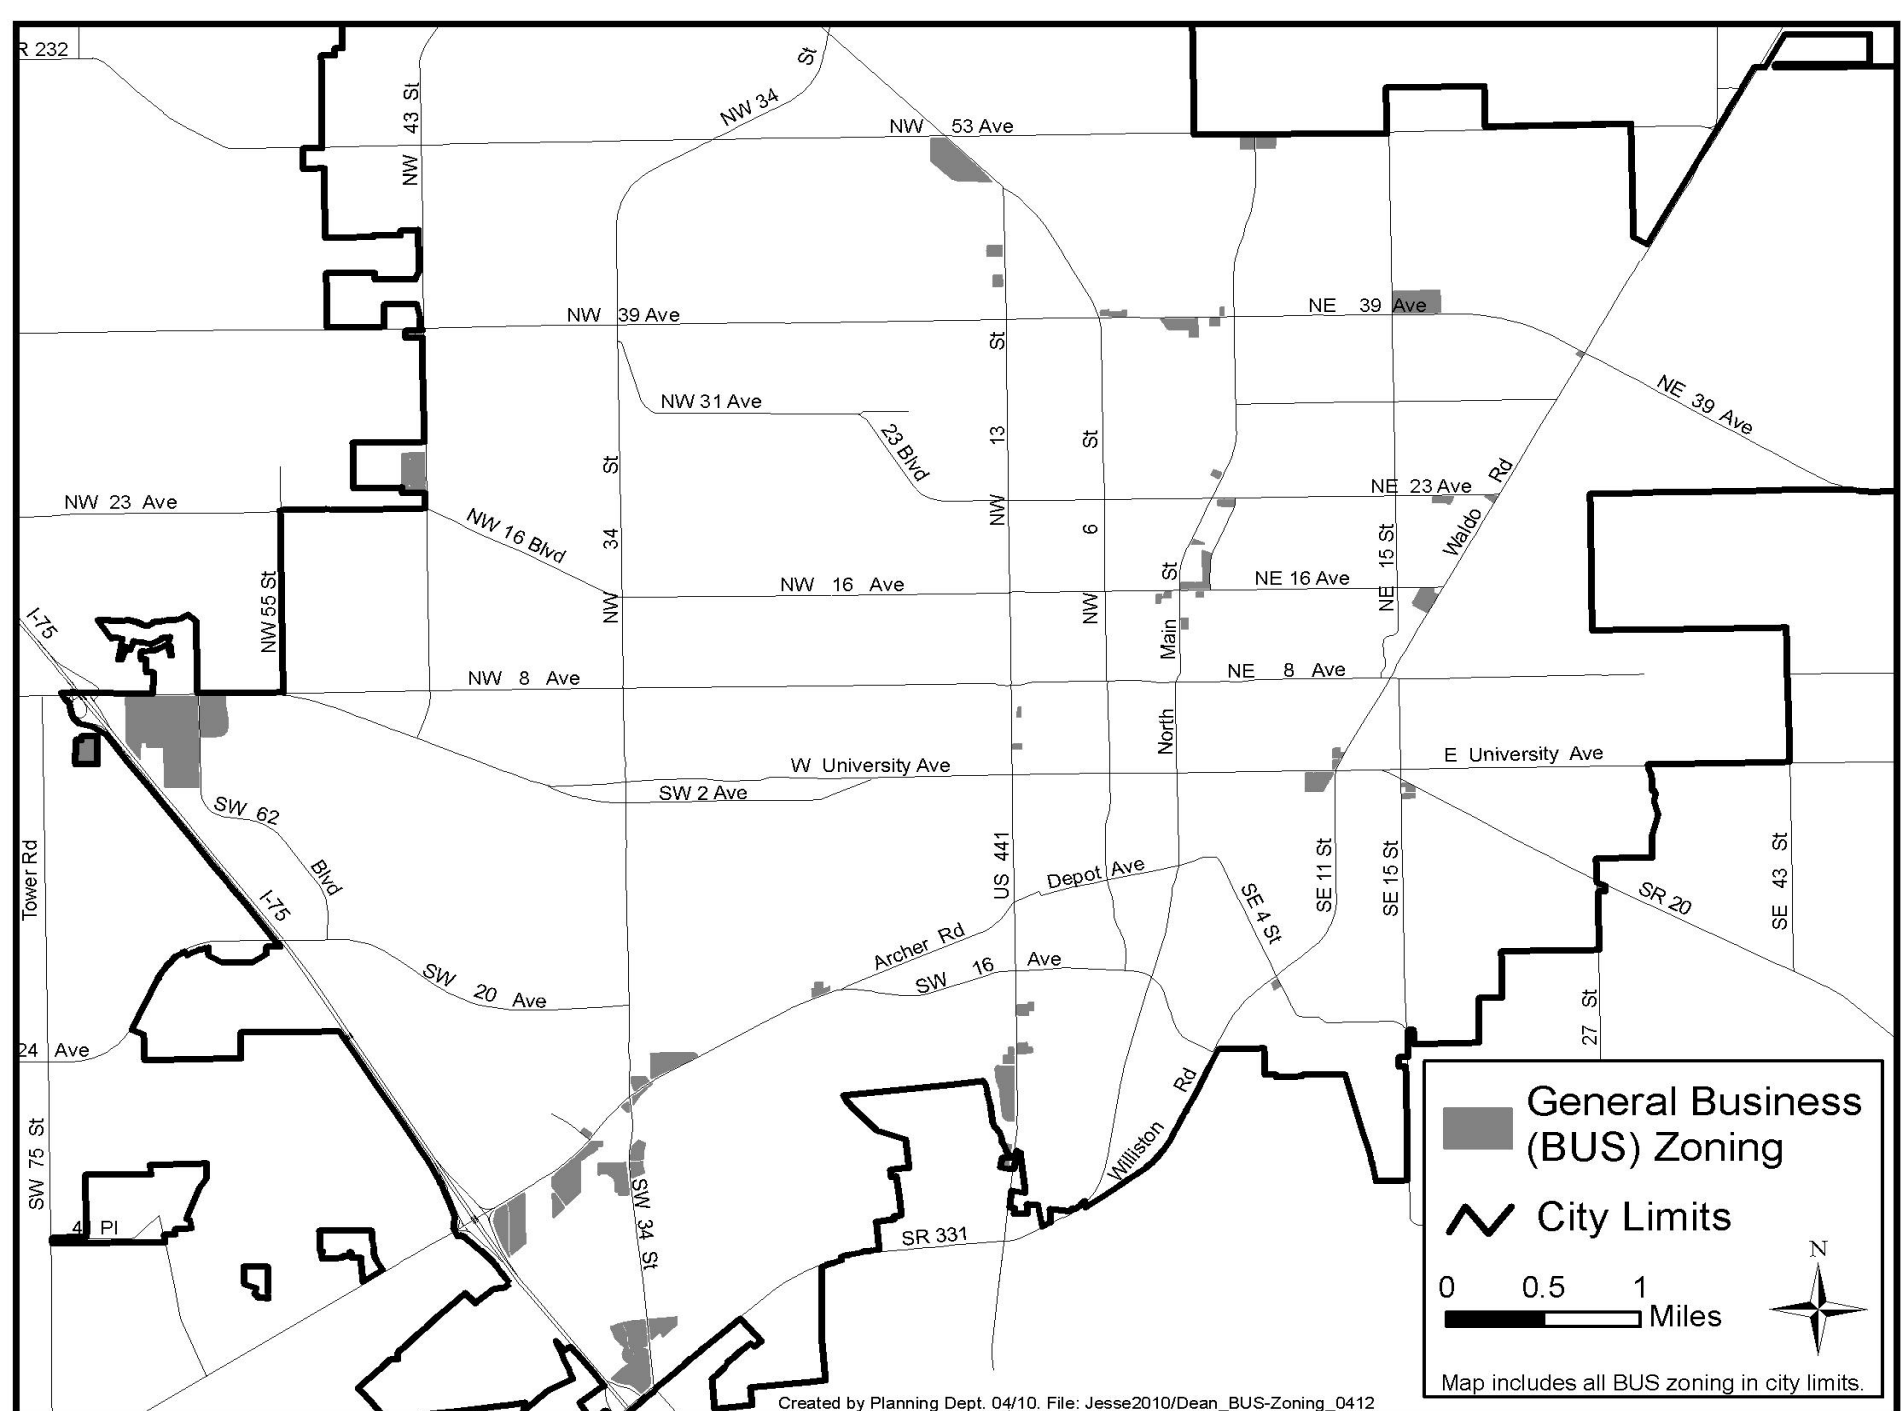 R 232
NW 43 St
NW 34 St
NW 53 Ave
NW 39 Ave
NE 39 Ave
NE 39 Ave
NW 31 Ave
23 Blvd
NW 13 St
NW 6 St
NW 34 St
NW 23 Ave
NE 23 Ave
Waldo Rd
NW 16 Blvd
NW 16 Ave
NE 16 Ave
NE 15 St
NW 55 St
I-75
North Main St
NW 8 Ave
NE 8 Ave
W University Ave
E University Ave
SW 2 Ave
SW 62 Blvd
Tower Rd
I-75
US 441
Depot Ave
SE 4 St
SE 11 St
SE 15 St
SR 20
SE 43 St
Archer Rd
SW 16 Ave
SW 20 Ave
24 Ave
27 St
SW 75 St
Williston Rd
SW 34 St
SR 331
41 Pl
General Business
(BUS) Zoning
City Limits
0 0.5 1
Miles
N
Map includes all BUS zoning in city limits.
Created by Planning Dept. 04/10. File: Jesse2010/Dean_BUS-Zoning_0412